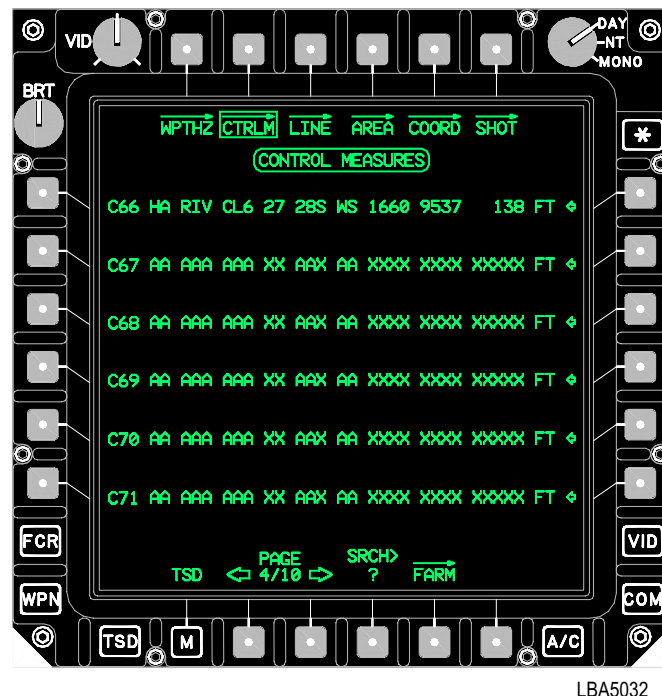 VID
DAY
NT
MONO
BRT
WPTHZ CTRLM LINE AREA COORD SHOT
*
CONTROL MEASURES
C66 HA RIV CL6 27 28S WS 1660 9537 138 FT
C67 AA AAA AAA XX AAX AA XXXX XXXX XXXXX FT
C68 AA AAA AAA XX AAX AA XXXX XXXX XXXXX FT
C69 AA AAA AAA XX AAX AA XXXX XXXX XXXXX FT
C70 AA AAA AAA XX AAX AA XXXX XXXX XXXXX FT
C71 AA AAA AAA XX AAX AA XXXX XXXX XXXXX FT
FCR
VID
PAGE SRCH>
TSD 4/10 ? FARM
WPN
COM
TSD M A/C
LBA5032